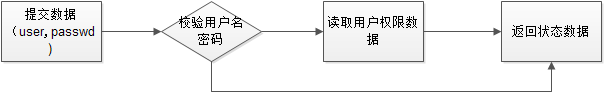 提交数据
（user, passwd
）
校验用户名
密码
读取用户权限数
据
返回状态数据